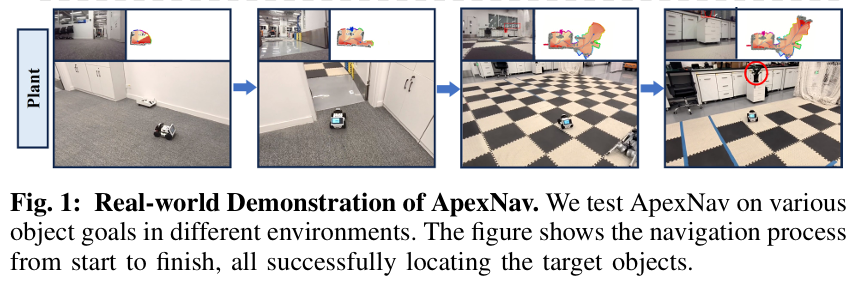 Plant
Fig. 1: Real-world Demonstration of ApexNav. We test ApexNav on various
object goals in different environments. The figure shows the navigation process
from start to finish, all successfully locating the target objects.